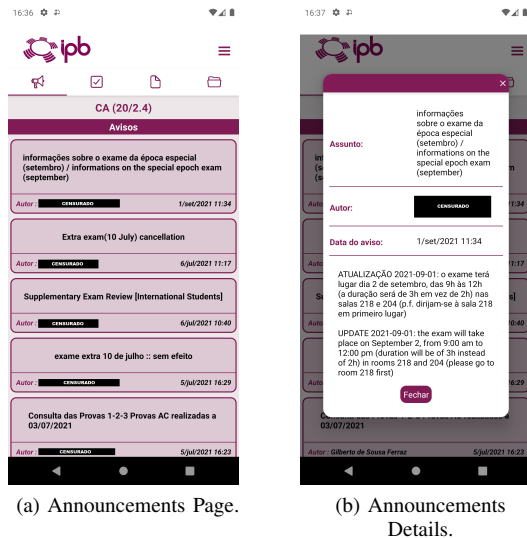 16:36
ipb
CA (20/2.4)
Avisos
informações sobre o exame da época especial
(setembro) / informations on the special epoch exam
(september)
Autor : CENSURADO 1/set/2021 11:34
Extra exam(10 July) cancellation
Autor : CENSURADO 6/jul/2021 11:17
Supplementary Exam Review [International Students]
Autor : CENSURADO 6/jul/2021 10:40
exame extra 10 de julho :: sem efeito
Autor : CENSURADO 5/jul/2021 16:29
Consulta das Provas 1-2-3 Provas AC realizadas a
03/07/2021
Autor : CENSURADO 5/jul/2021 16:23
(a) Announcements Page.
16:37
ipb
×
Assunto:
informações
sobre o exame da
época especial
(setembro) /
informations on the
special epoch exam
(september)
Autor: CENSURADO
Data do aviso: 1/set/2021 11:34
ATUALIZAÇÃO 2021-09-01: o exame terá
lugar dia 2 de setembro, das 9h às 12h
(a duração será de 3h em vez de 2h) nas
salas 218 e 204 (p.f. dirijam-se à sala 218
em primeiro lugar)
UPDATE 2021-09-01: the exam will take
place on September 2, from 9:00 am to
12:00 pm (duration will be of 3h instead
of 2h) in rooms 218 and 204 (please go to
room 218 first)
Fechar
03/07/2021
Autor : Gilberto de Sousa Ferraz 5/jul/2021 16:23
(b) Announcements
Details.